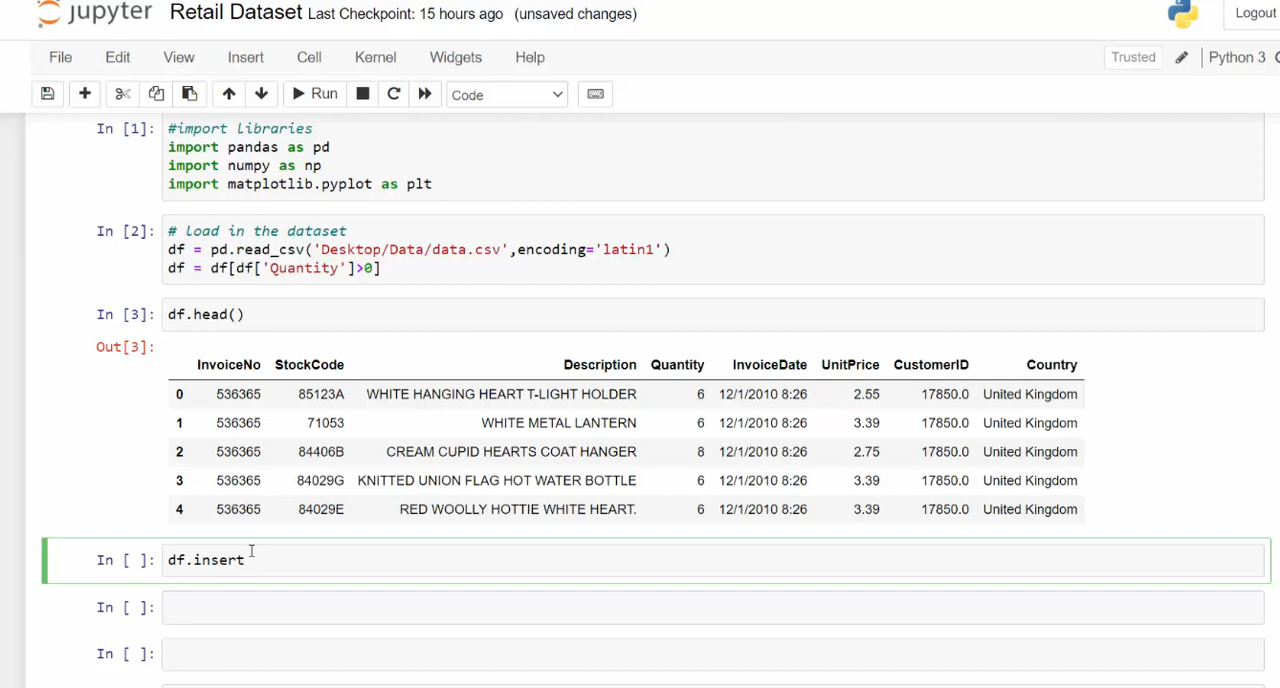 jupyter Retail Dataset Last Checkpoint: 15 hours ago (unsaved changes) Logout
File Edit View Insert Cell Kernel Widgets Help Trusted Python 3
Run Code
In [1]: #import libraries
import pandas as pd
import numpy as np
import matplotlib.pyplot as plt
In [2]: # load in the dataset
df = pd.read_csv('Desktop/Data/data.csv',encoding='latin1')
df = df[df['Quantity']>0]
In [3]: df.head()
Out[3]:
InvoiceNo StockCode Description Quantity InvoiceDate UnitPrice CustomerID Country
0 536365 85123A WHITE HANGING HEART T-LIGHT HOLDER 6 12/1/2010 8:26 2.55 17850.0 United Kingdom
1 536365 71053 WHITE METAL LANTERN 6 12/1/2010 8:26 3.39 17850.0 United Kingdom
2 536365 84406B CREAM CUPID HEARTS COAT HANGER 8 12/1/2010 8:26 2.75 17850.0 United Kingdom
3 536365 84029G KNITTED UNION FLAG HOT WATER BOTTLE 6 12/1/2010 8:26 3.39 17850.0 United Kingdom
4 536365 84029E RED WOOLLY HOTTIE WHITE HEART. 6 12/1/2010 8:26 3.39 17850.0 United Kingdom
In [ ]: df.insert
In [ ]:
In [ ]: